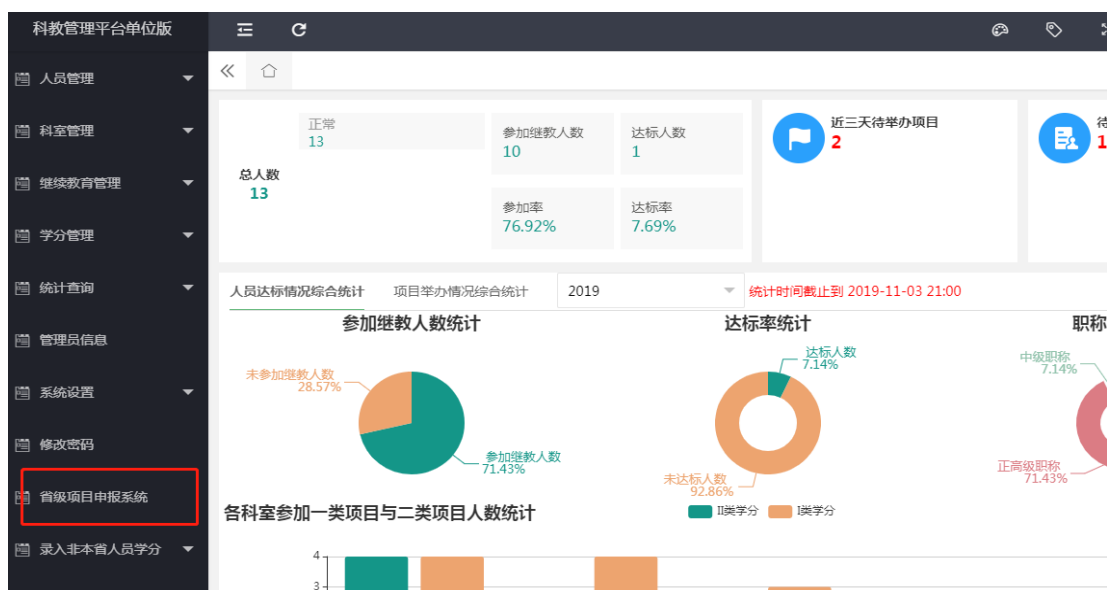 科教管理平台单位版
人员管理
科室管理
继续教育管理
学分管理
统计查询
管理员信息
系统设置
修改密码
省级项目申报系统
录入非本省人员学分
总人数
13
正常
13
参加继教人数
10
达标人数
1
参加率
76.92%
达标率
7.69%
近三天待举办项目
2
待
1
人员达标情况综合统计 项目举办情况综合统计 2019 统计时间截止到 2019-11-03 21:00
参加继教人数统计
未参加继教人数
28.57%
参加继教人数
71.43%
达标率统计
达标人数
7.14%
未达标人数
92.86%
职称
中级职称
7.14%
正高级职称
71.43%
各科室参加一类项目与二类项目人数统计
II类学分 I类学分
4
3